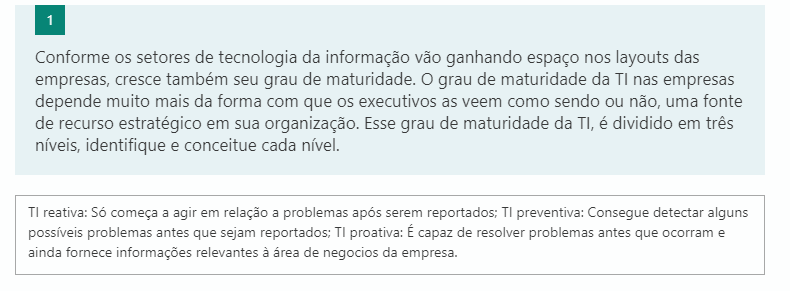 1
Conforme os setores de tecnologia da informação vão ganhando espaço nos layouts das
empresas, cresce também seu grau de maturidade. O grau de maturidade da TI nas empresas
depende muito mais da forma com que os executivos as veem como sendo ou não, uma fonte
de recurso estratégico em sua organização. Esse grau de maturidade da TI, é dividido em três
níveis, identifique e conceitue cada nível.
TI reativa: Só começa a agir em relação a problemas após serem reportados; TI preventiva: Consegue detectar alguns
possíveis problemas antes que sejam reportados; TI proativa: É capaz de resolver problemas antes que ocorram e
ainda fornece informações relevantes à área de negocios da empresa.